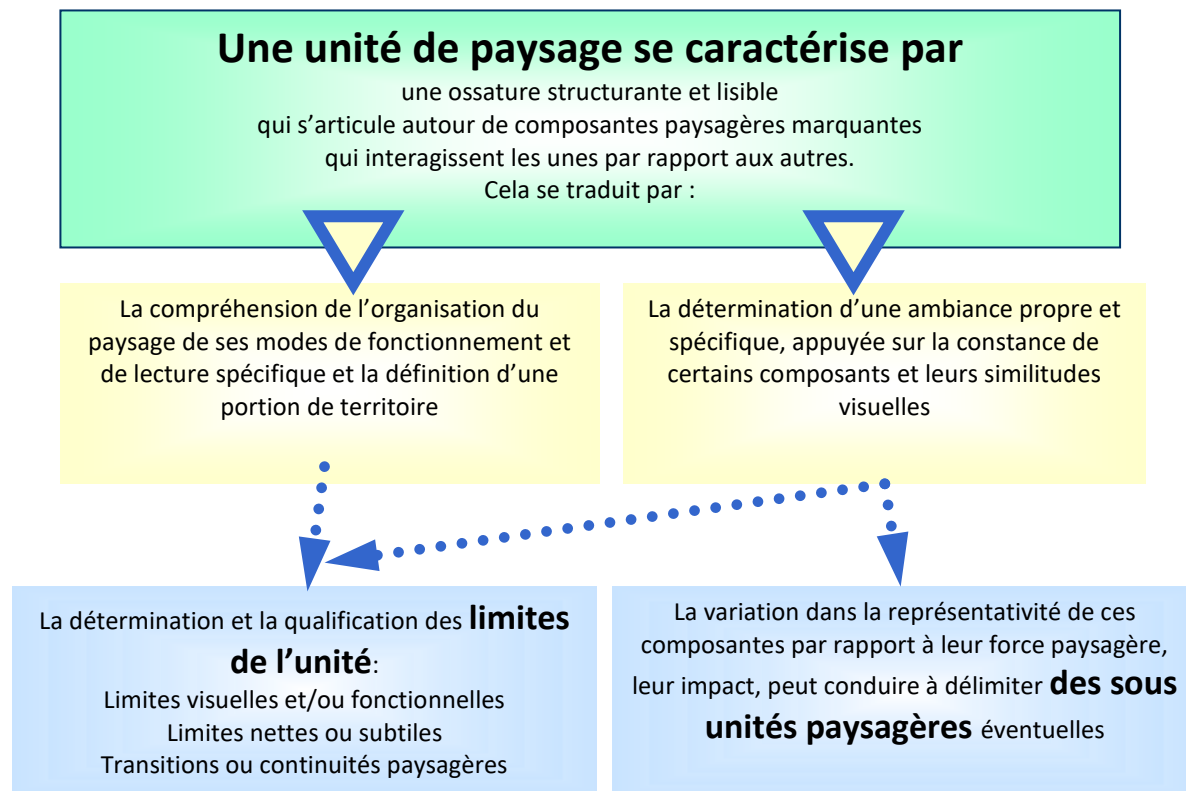 Une unité de paysage se caractérise par
une ossature structurante et lisible
qui s’articule autour de composantes paysagères marquantes
qui interagissent les unes par rapport aux autres.
Cela se traduit par :
La compréhension de l’organisation du
paysage de ses modes de fonctionnement et
de lecture spécifique et la définition d’une
portion de territoire
La détermination d’une ambiance propre et
spécifique, appuyée sur la constance de
certains composants et leurs similitudes
visuelles
La détermination et la qualification des limites
de l’unité:
Limites visuelles et/ou fonctionnelles
Limites nettes ou subtiles
Transitions ou continuités paysagères
La variation dans la représentativité de ces
composantes par rapport à leur force paysagère,
leur impact, peut conduire à délimiter des sous
unités paysagères éventuelles